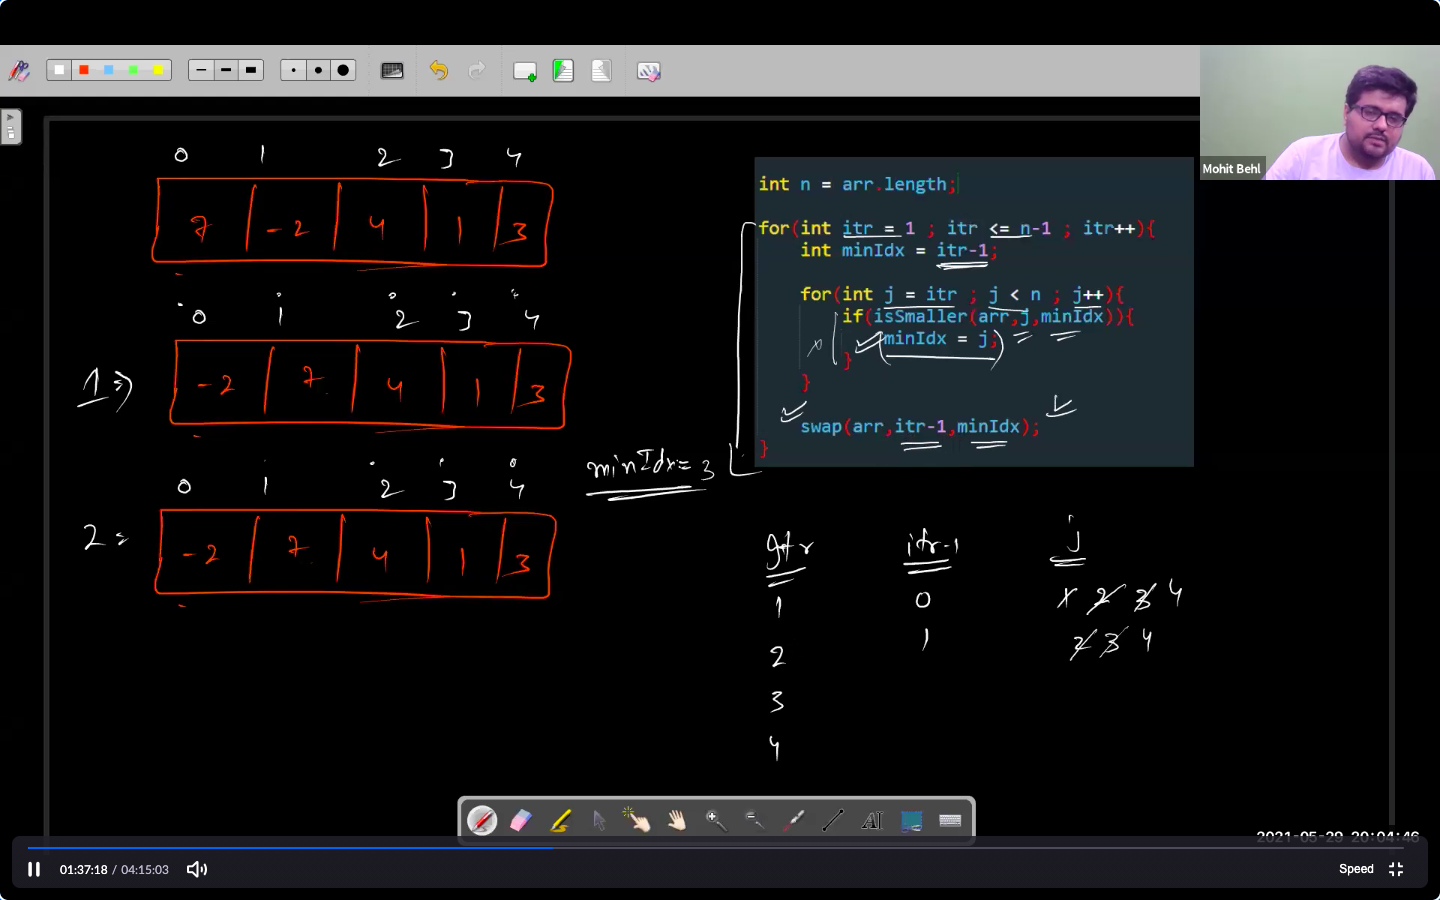 Mohit Behl
0 1 2 3 4
7 -2 4 1 3
0 1 2 3 4
1 => -2 7 4 1 3
0 1 2 3 4
2 = -2 7 4 1 3
minIdx = 3
int n = arr.length;
for(int itr = 1 ; itr <= n-1 ; itr++){
int minIdx = itr-1;
for(int j = itr ; j < n ; j++){
if(isSmaller(arr,j,minIdx)){
minIdx = j;
}
}
swap(arr,itr-1,minIdx);
}
itr itr-1 j
1 0 1 2 3 4
2 1 2 3 4
3
4
AI
2021-05-29 20:04:46
01:37:18 / 04:15:03
Speed